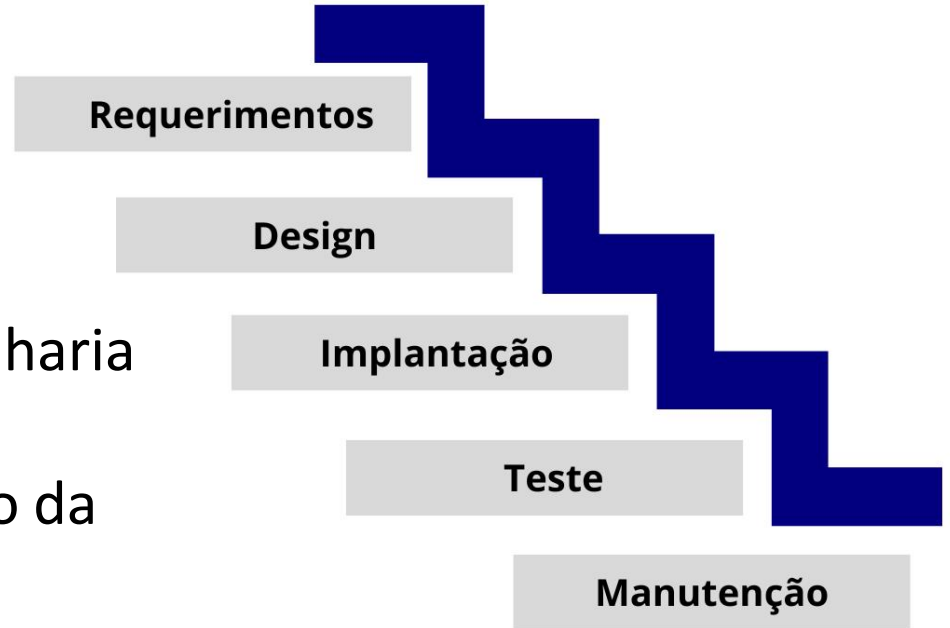 Requerimentos
Design
haria
Implantação
Teste
o da
Manutenção